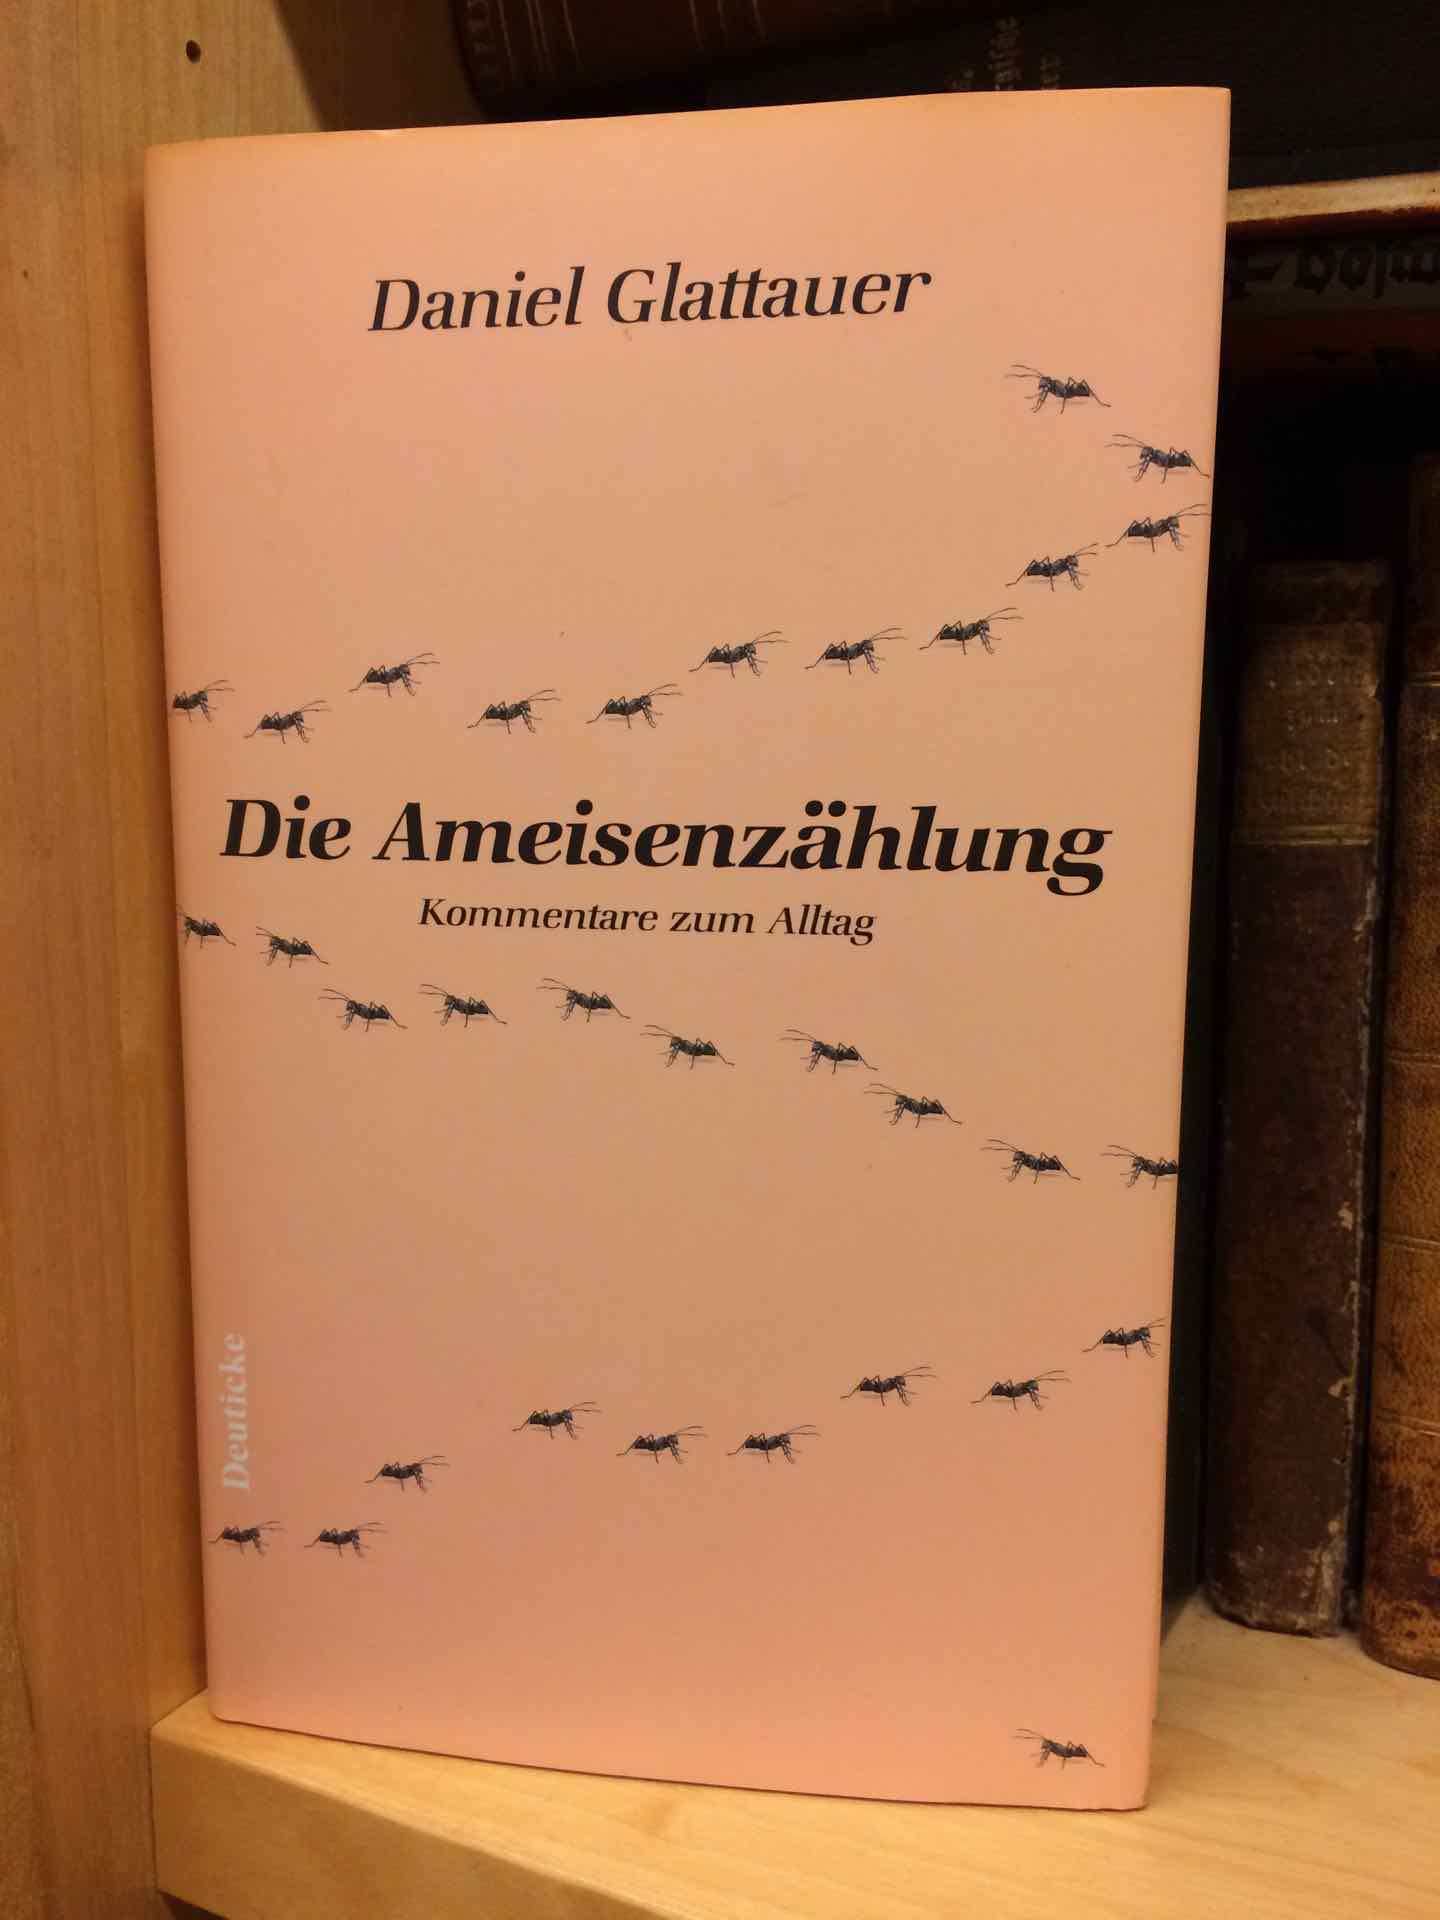 Daniel Glattauer
Die Ameisenzählung
Kommentare zum Alltag
Deuticke